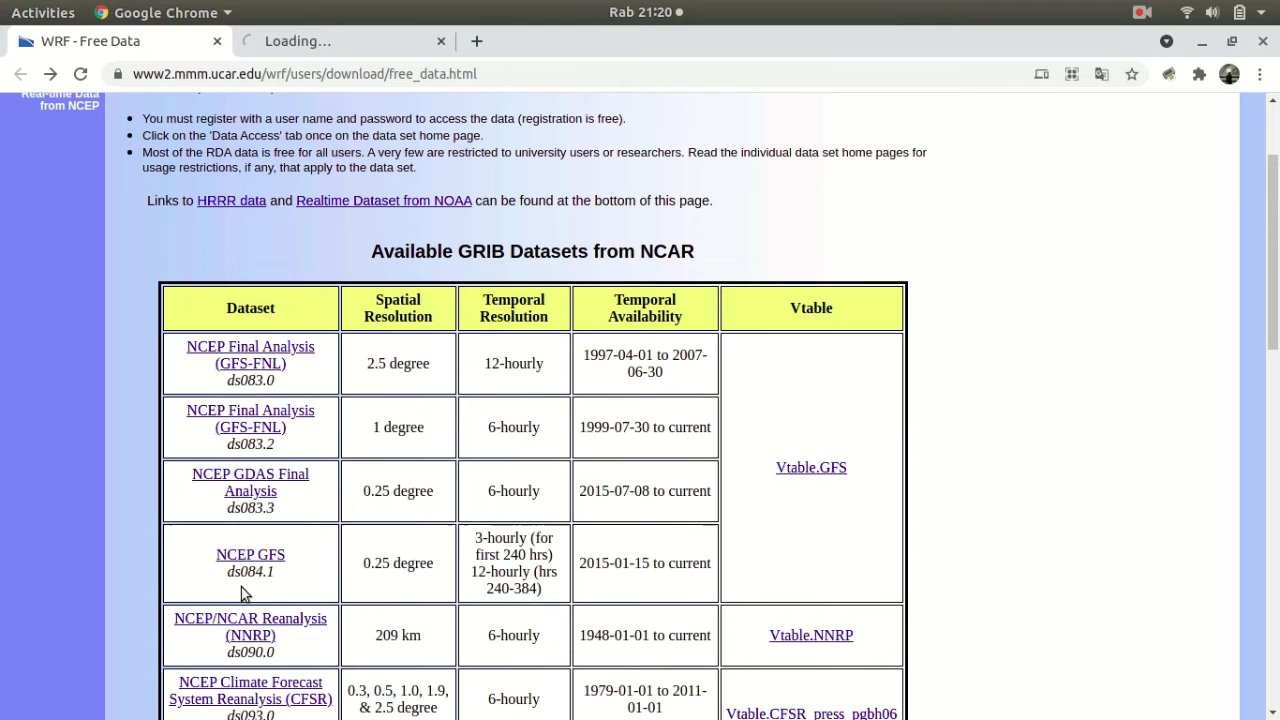 Activities Google Chrome Rab 21:20
WRF - Free Data Loading...
www2.mmm.ucar.edu/wrf/users/download/free_data.html
Real-time Data
from NCEP
You must register with a user name and password to access the data (registration is free).
Click on the 'Data Access' tab once on the data set home page.
Most of the RDA data is free for all users. A very few are restricted to university users or researchers. Read the individual data set home pages for
usage restrictions, if any, that apply to the data set.
Links to HRRR data and Realtime Dataset from NOAA can be found at the bottom of this page.
Available GRIB Datasets from NCAR
Dataset
Spatial
Resolution
Temporal
Resolution
Temporal
Availability
Vtable
NCEP Final Analysis
(GFS-FNL)
ds083.0
2.5 degree
12-hourly
1997-04-01 to 2007-
06-30
Vtable.GFS
NCEP Final Analysis
(GFS-FNL)
ds083.2
1 degree
6-hourly
1999-07-30 to current
NCEP GDAS Final
Analysis
ds083.3
0.25 degree
6-hourly
2015-07-08 to current
NCEP GFS
ds084.1
0.25 degree
3-hourly (for
first 240 hrs)
12-hourly (hrs
240-384)
2015-01-15 to current
NCEP/NCAR Reanalysis
(NNRP)
ds090.0
209 km
6-hourly
1948-01-01 to current
Vtable.NNRP
NCEP Climate Forecast
System Reanalysis (CFSR)
ds093.0
0.3, 0.5, 1.0, 1.9,
& 2.5 degree
6-hourly
1979-01-01 to 2011-
01-01
Vtable.CFSR_press_pgbh06